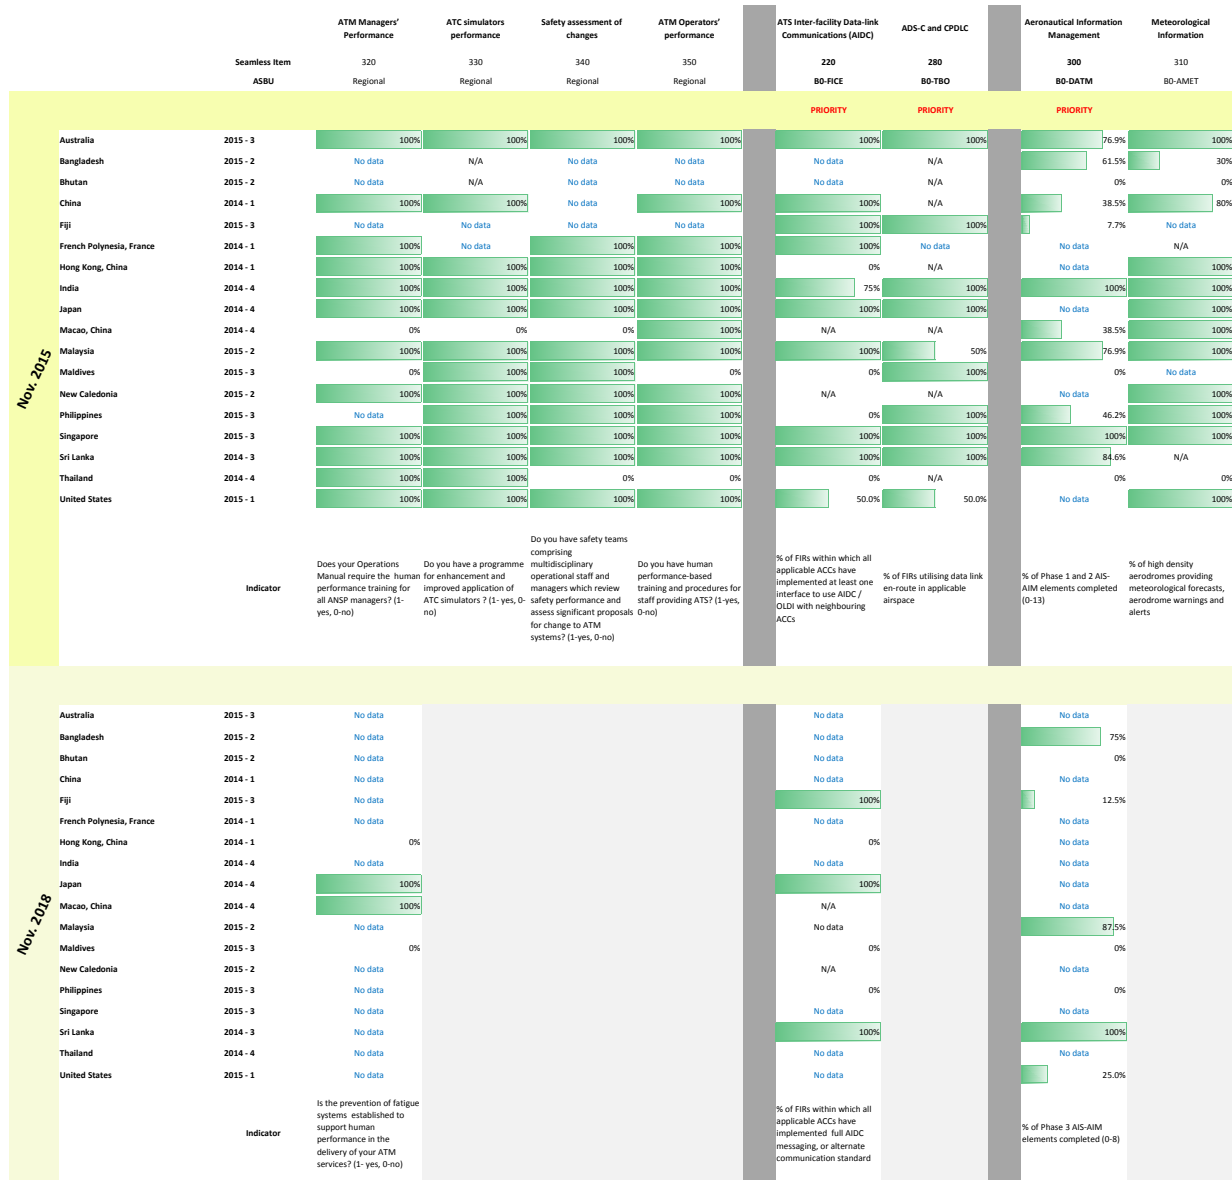 ATM Managers' Performance ATC simulators performance Safety assessment of changes ATM Operators' performance ATS Inter-facility Data-link Communications (AIDC) ADS-C and CPDLC Aeronautical Information Management Meteorological Information
Seamless Item 320 330 340 350 220 280 300 310
ASBU Regional Regional Regional Regional B0-FICE B0-TBO B0-DATM B0-AMET
PRIORITY PRIORITY PRIORITY
Nov. 2015
Australia 2015 - 3 100% 100% 100% 100% 100% 100% 76.9% 100%
Bangladesh 2015 - 2 No data N/A No data No data No data N/A 61.5% 30%
Bhutan 2015 - 2 No data N/A No data No data No data N/A 0% 0%
China 2014 - 1 100% 100% No data 100% 100% N/A 38.5% 80%
Fiji 2015 - 3 No data No data No data No data 100% 100% 7.7% No data
French Polynesia, France 2014 - 1 100% No data 100% 100% 100% No data No data N/A
Hong Kong, China 2014 - 1 100% 100% 100% 100% 0% N/A No data 100%
India 2014 - 4 100% 100% 100% 100% 75% 100% 100% 100%
Japan 2014 - 4 100% 100% 100% 100% 100% 100% No data 100%
Macao, China 2014 - 4 0% 0% 0% 100% N/A N/A 38.5% 100%
Malaysia 2015 - 2 100% 100% 100% 100% 100% 50% 76.9% 100%
Maldives 2015 - 3 0% 100% 100% 0% 0% 100% 0% No data
New Caledonia 2015 - 2 100% 100% 100% 100% N/A N/A No data 100%
Philippines 2015 - 3 No data 100% 100% 100% 0% 100% 46.2% 100%
Singapore 2015 - 3 100% 100% 100% 100% 100% 100% 100% 100%
Sri Lanka 2014 - 3 100% 100% 100% 100% 100% 100% 84.6% N/A
Thailand 2014 - 4 100% 100% 0% 0% 0% N/A 0% 0%
United States 2015 - 1 100% 100% 100% 100% 50.0% 50.0% No data 100%
Indicator
Does your Operations
Manual require the human
performance training for
all ANSP managers? (1-
yes, 0-no)
Do you have a programme
for enhancement and
improved application of
ATC simulators ? (1- yes, 0-
no)
Do you have safety teams
comprising
multidisciplinary
operational staff and
managers which review
safety performance and
assess significant proposals
for change to ATM
systems? (1-yes, 0-no)
Do you have human
performance-based
training and procedures for
staff providing ATS? (1-yes,
0-no)
% of FIRs within which all
applicable ACCs have
implemented at least one
interface to use AIDC /
OLDI with neighbouring
ACCs
% of FIRs utilising data link
en-route in applicable
airspace
% of Phase 1 and 2 AIS-
AIM elements completed
(0-13)
% of high density
aerodromes providing
meteorological forecasts,
aerodrome warnings and
alerts
Nov. 2018
Australia 2015 - 3 No data No data No data
Bangladesh 2015 - 2 No data No data 75%
Bhutan 2015 - 2 No data No data 0%
China 2014 - 1 No data No data No data
Fiji 2015 - 3 No data 100% 12.5%
French Polynesia, France 2014 - 1 No data No data No data
Hong Kong, China 2014 - 1 0% 0% No data
India 2014 - 4 No data No data No data
Japan 2014 - 4 100% 100% No data
Macao, China 2014 - 4 100% N/A No data
Malaysia 2015 - 2 No data No data 87.5%
Maldives 2015 - 3 0% 0% 0%
New Caledonia 2015 - 2 No data N/A No data
Philippines 2015 - 3 No data 0% 0%
Singapore 2015 - 3 No data No data No data
Sri Lanka 2014 - 3 No data 100% 100%
Thailand 2014 - 4 No data No data No data
United States 2015 - 1 No data No data 25.0%
Indicator
Is the prevention of fatigue
systems established to
support human
performance in the
delivery of your ATM
services? (1- yes, 0-no)
% of FIRs within which all
applicable ACCs have
implemented full AIDC
messaging, or alternate
communication standard
% of Phase 3 AIS-AIM
elements completed (0-8)